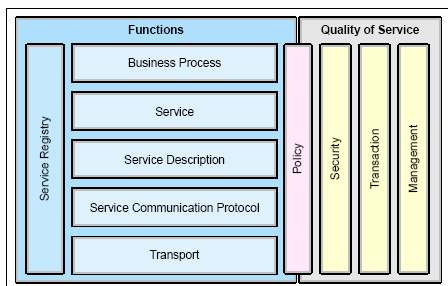 Functions
Quality of Service
Service Registry
Business Process
Service
Service Description
Service Communication Protocol
Transport
Policy
Security
Transaction
Management